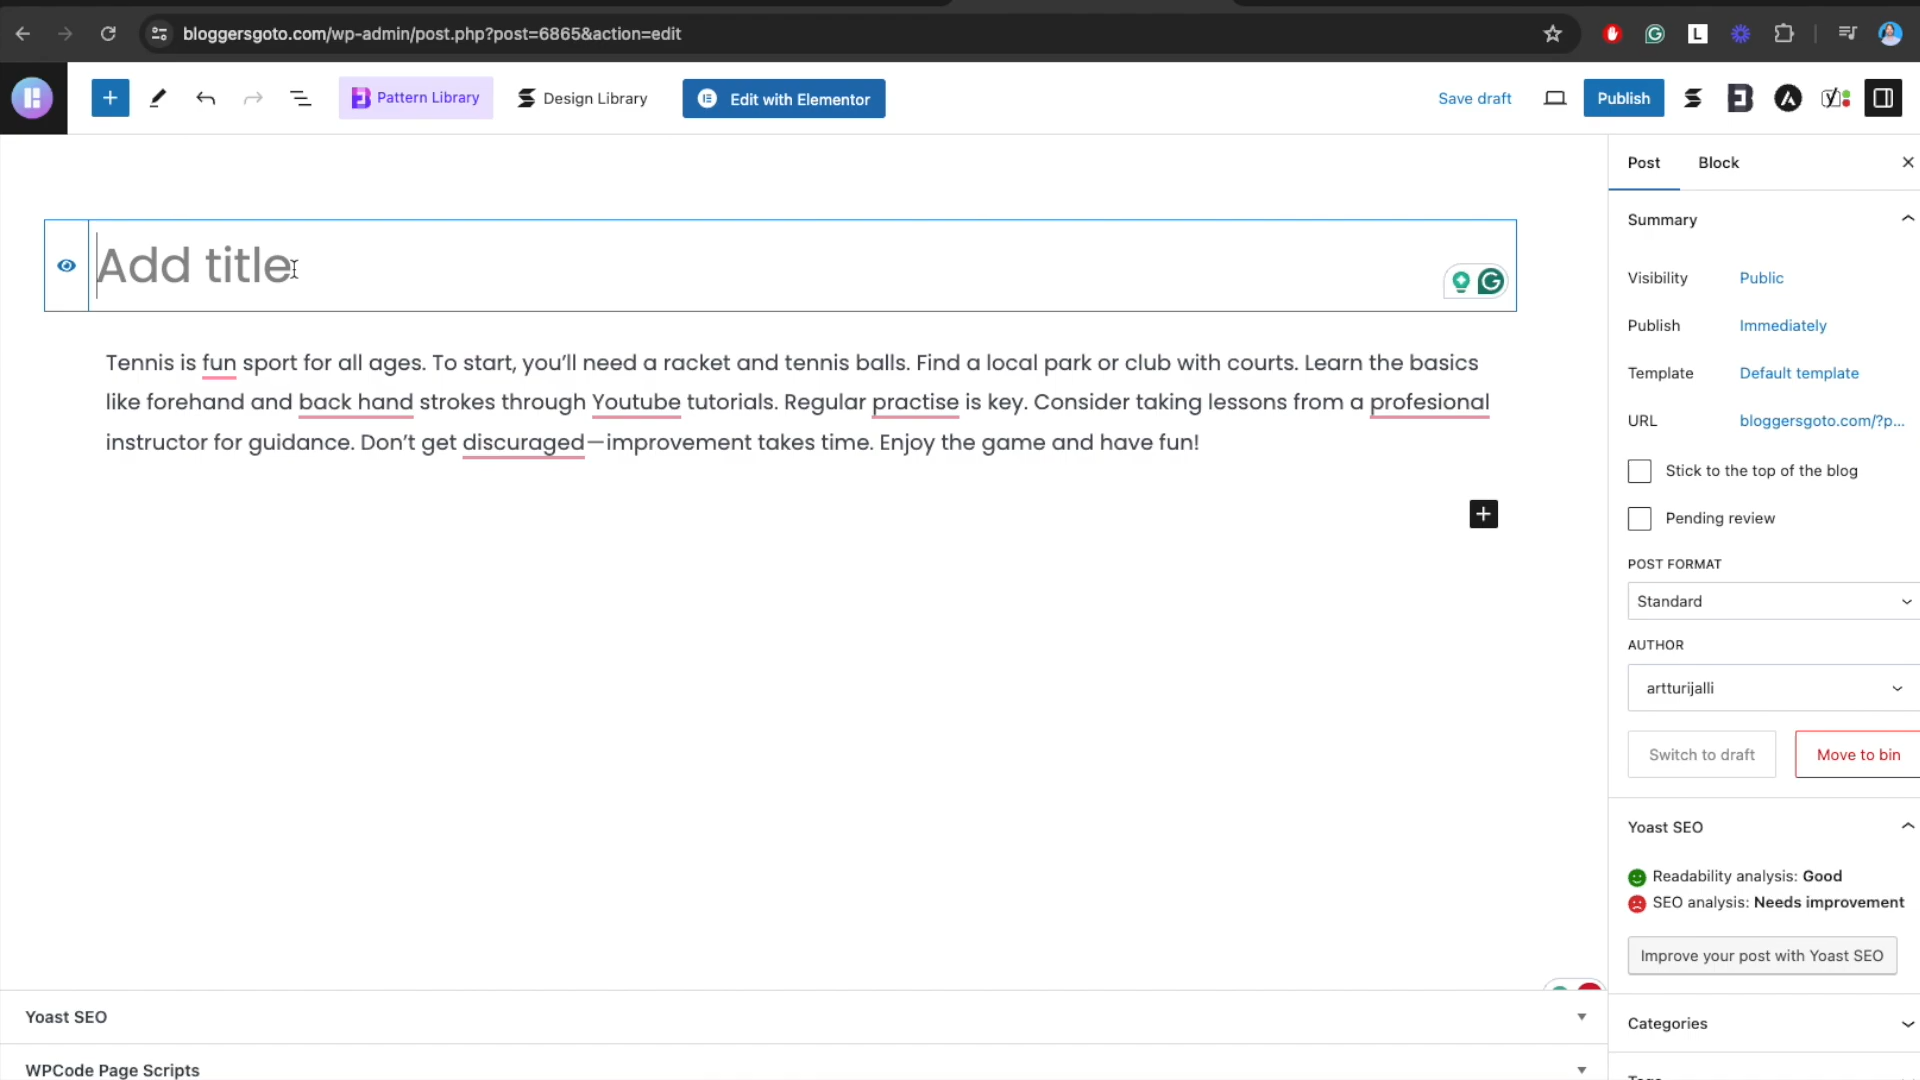 bloggersgoto.com/wp-admin/post.php?post=6865&action=edit
Pattern Library
Design Library
Edit with Elementor
Save draft
Publish
Post
Block
Add title
Tennis is fun sport for all ages. To start, you’ll need a racket and tennis balls. Find a local park or club with courts. Learn the basics
like forehand and back hand strokes through Youtube tutorials. Regular practise is key. Consider taking lessons from a profesional
instructor for guidance. Don’t get discuraged—improvement takes time. Enjoy the game and have fun!
Summary
Visibility Public
Publish Immediately
Template Default template
URL bloggersgoto.com/?p...
Stick to the top of the blog
Pending review
POST FORMAT
Standard
AUTHOR
artturijalli
Switch to draft
Move to bin
Yoast SEO
Readability analysis: Good
SEO analysis: Needs improvement
Improve your post with Yoast SEO
Categories
Yoast SEO
WPCode Page Scripts